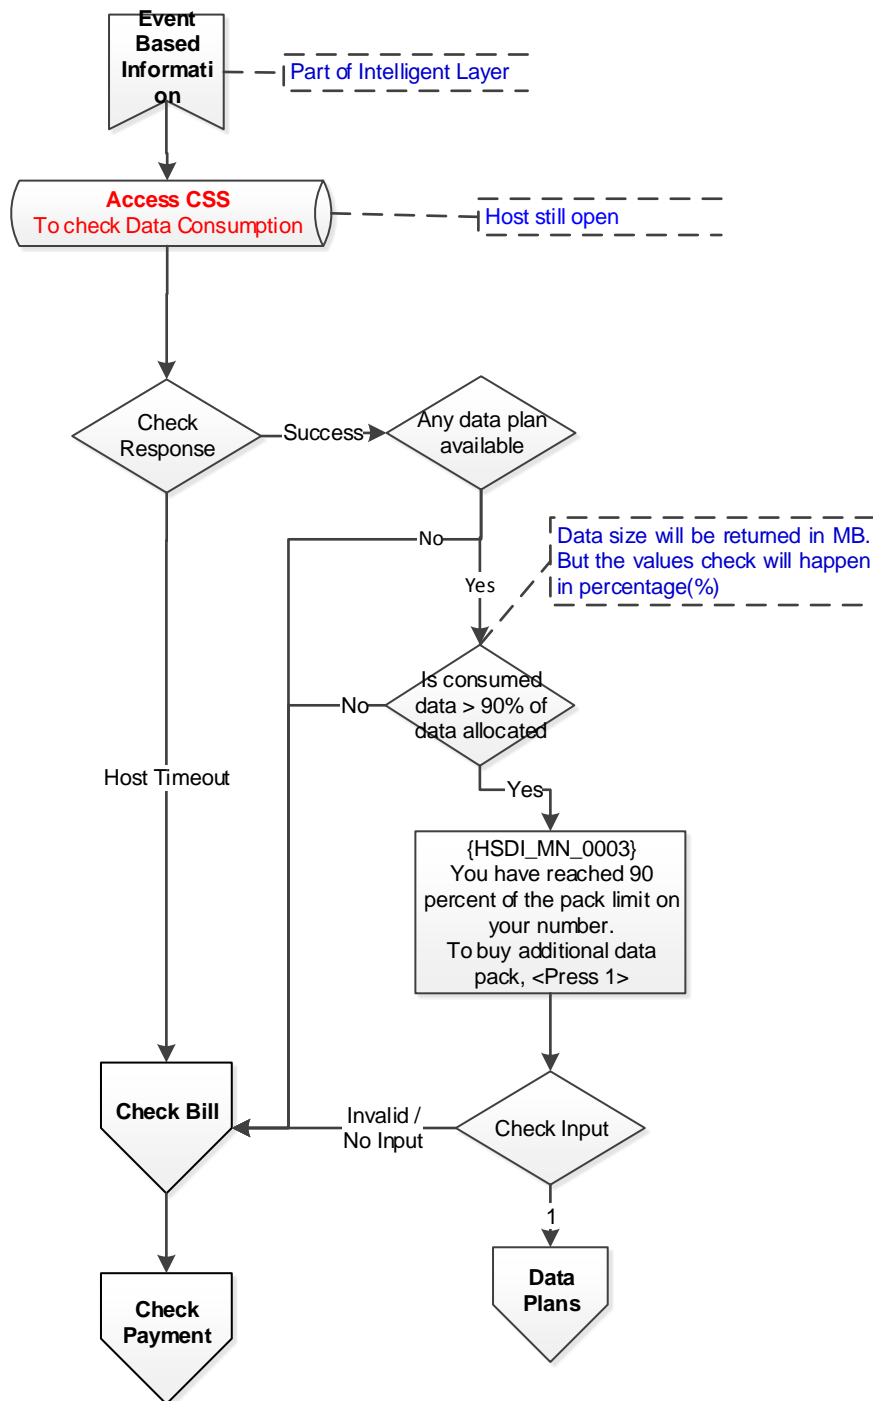 Event
Based
Informati
on
Part of Intelligent Layer
Access CSS
To check Data Consumption
Host still open
Check
Response
Success
Any data plan
available
No
Yes
Data size will be returned in MB.
But the values check will happen
in percentage(%)
Is consumed
data > 90% of
data allocated
No
Host Timeout
Yes
{HSDI_MN_0003}
You have reached 90
percent of the pack limit on
your number.
To buy additional data
pack, <Press 1>
Check Bill
Invalid /
No Input
Check Input
1
Data
Plans
Check
Payment